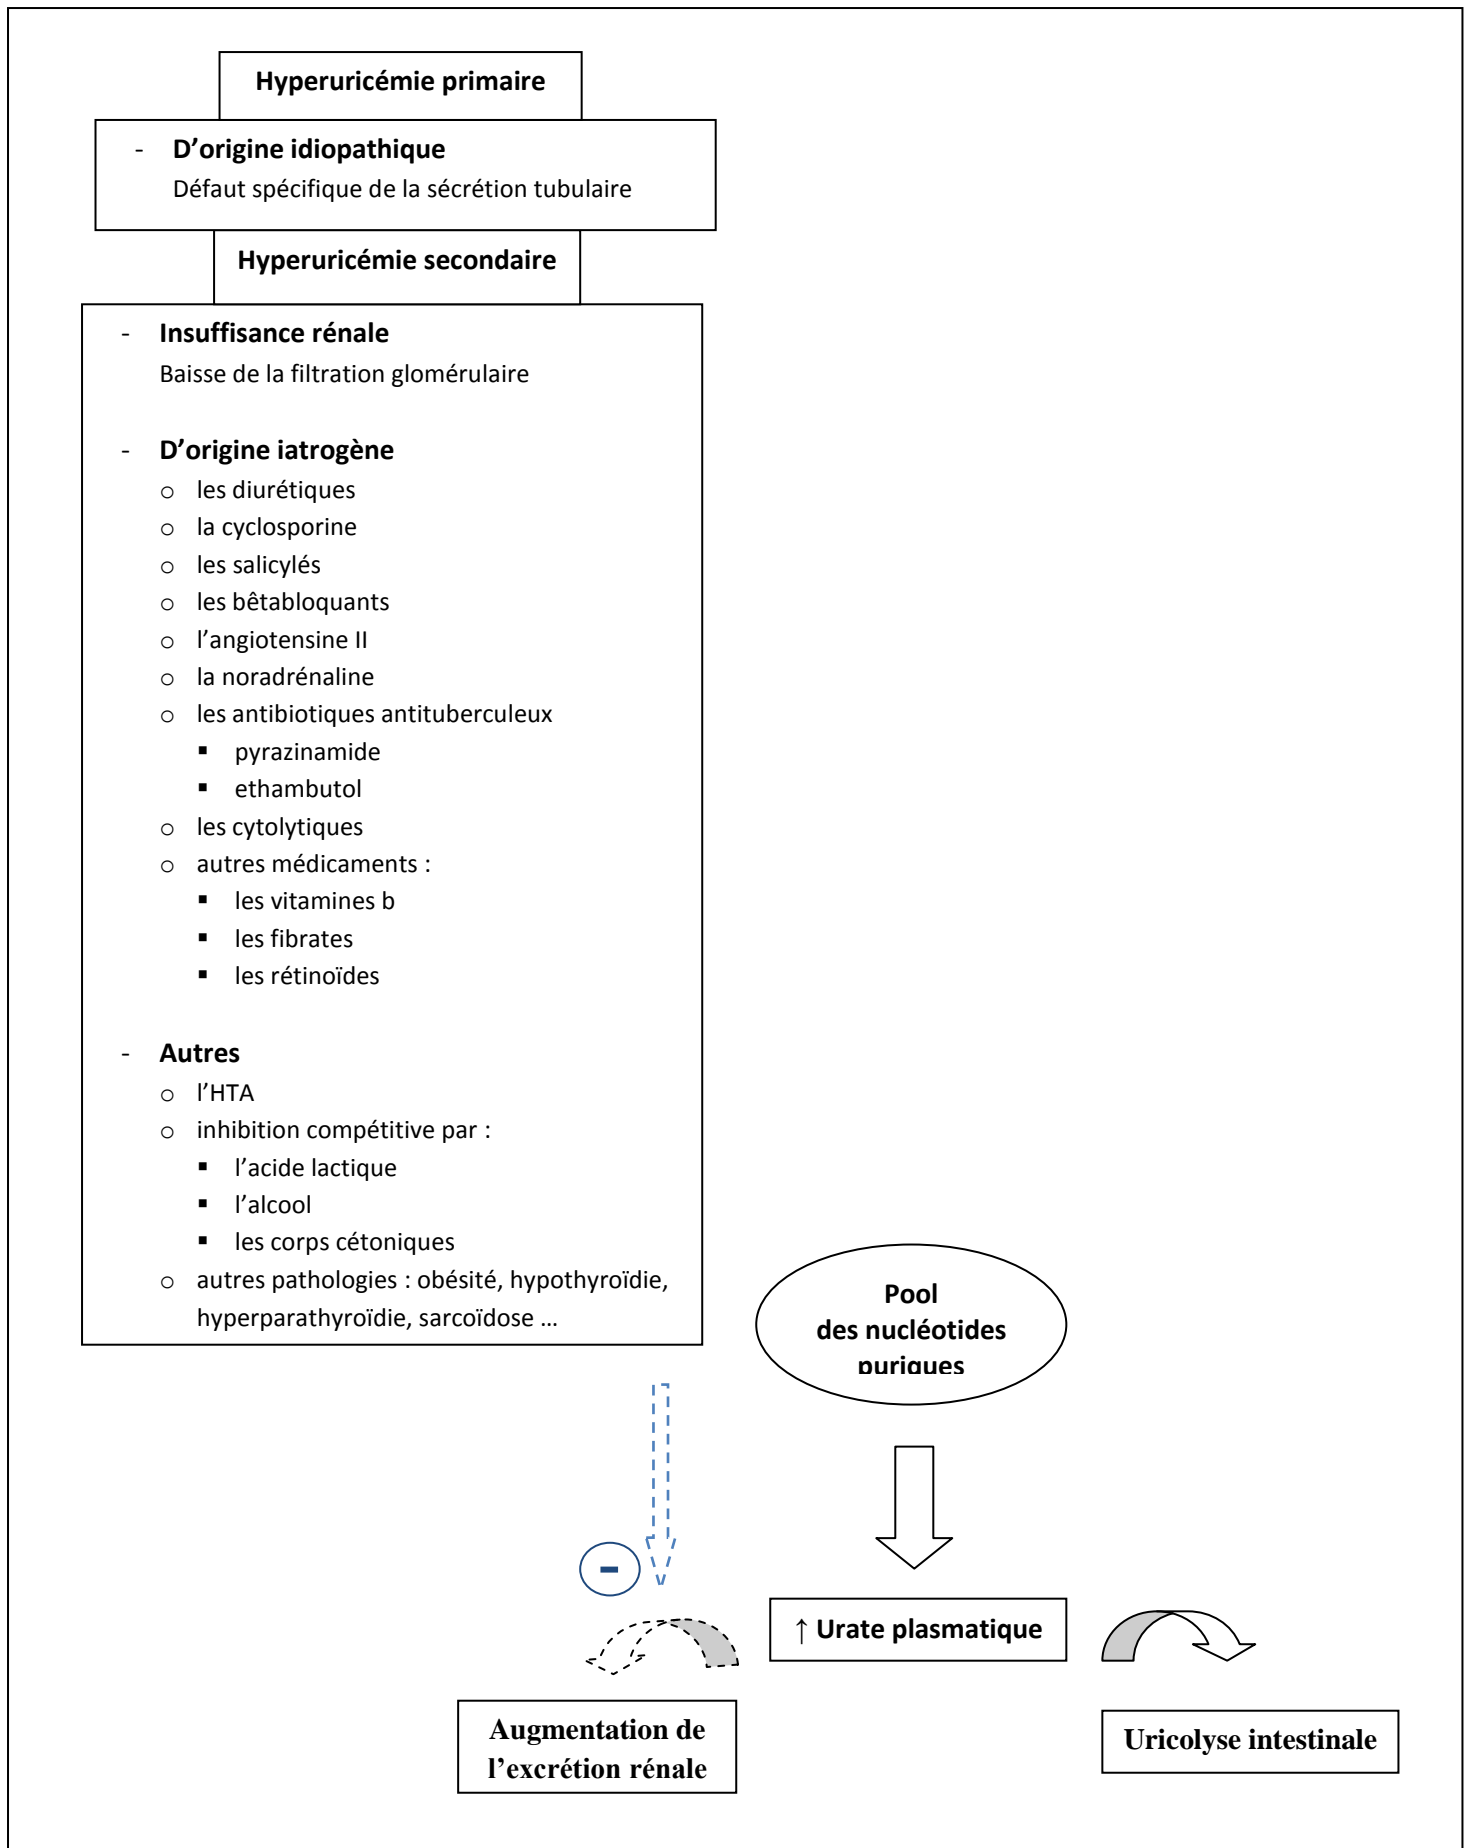 Hyperuricémie primaire
- D’origine idiopathique
Défaut spécifique de la sécrétion tubulaire
Hyperuricémie secondaire
- Insuffisance rénale
Baisse de la filtration glomérulaire
- D’origine iatrogène
o les diurétiques
o la cyclosporine
o les salicylés
o les bêtabloquants
o l’angiotensine II
o la noradrénaline
o les antibiotiques antituberculeux
▪ pyrazinamide
▪ ethambutol
o les cytolytiques
o autres médicaments :
▪ les vitamines b
▪ les fibrates
▪ les rétinoïdes
- Autres
o l’HTA
o inhibition compétitive par :
▪ l’acide lactique
▪ l’alcool
▪ les corps cétoniques
o autres pathologies : obésité, hypothyroïdie,
hyperparathyroïdie, sarcoïdose …
Pool
des nucléotides
puriques
-
↑ Urate plasmatique
Augmentation de
l’excrétion rénale
Uricolyse intestinale